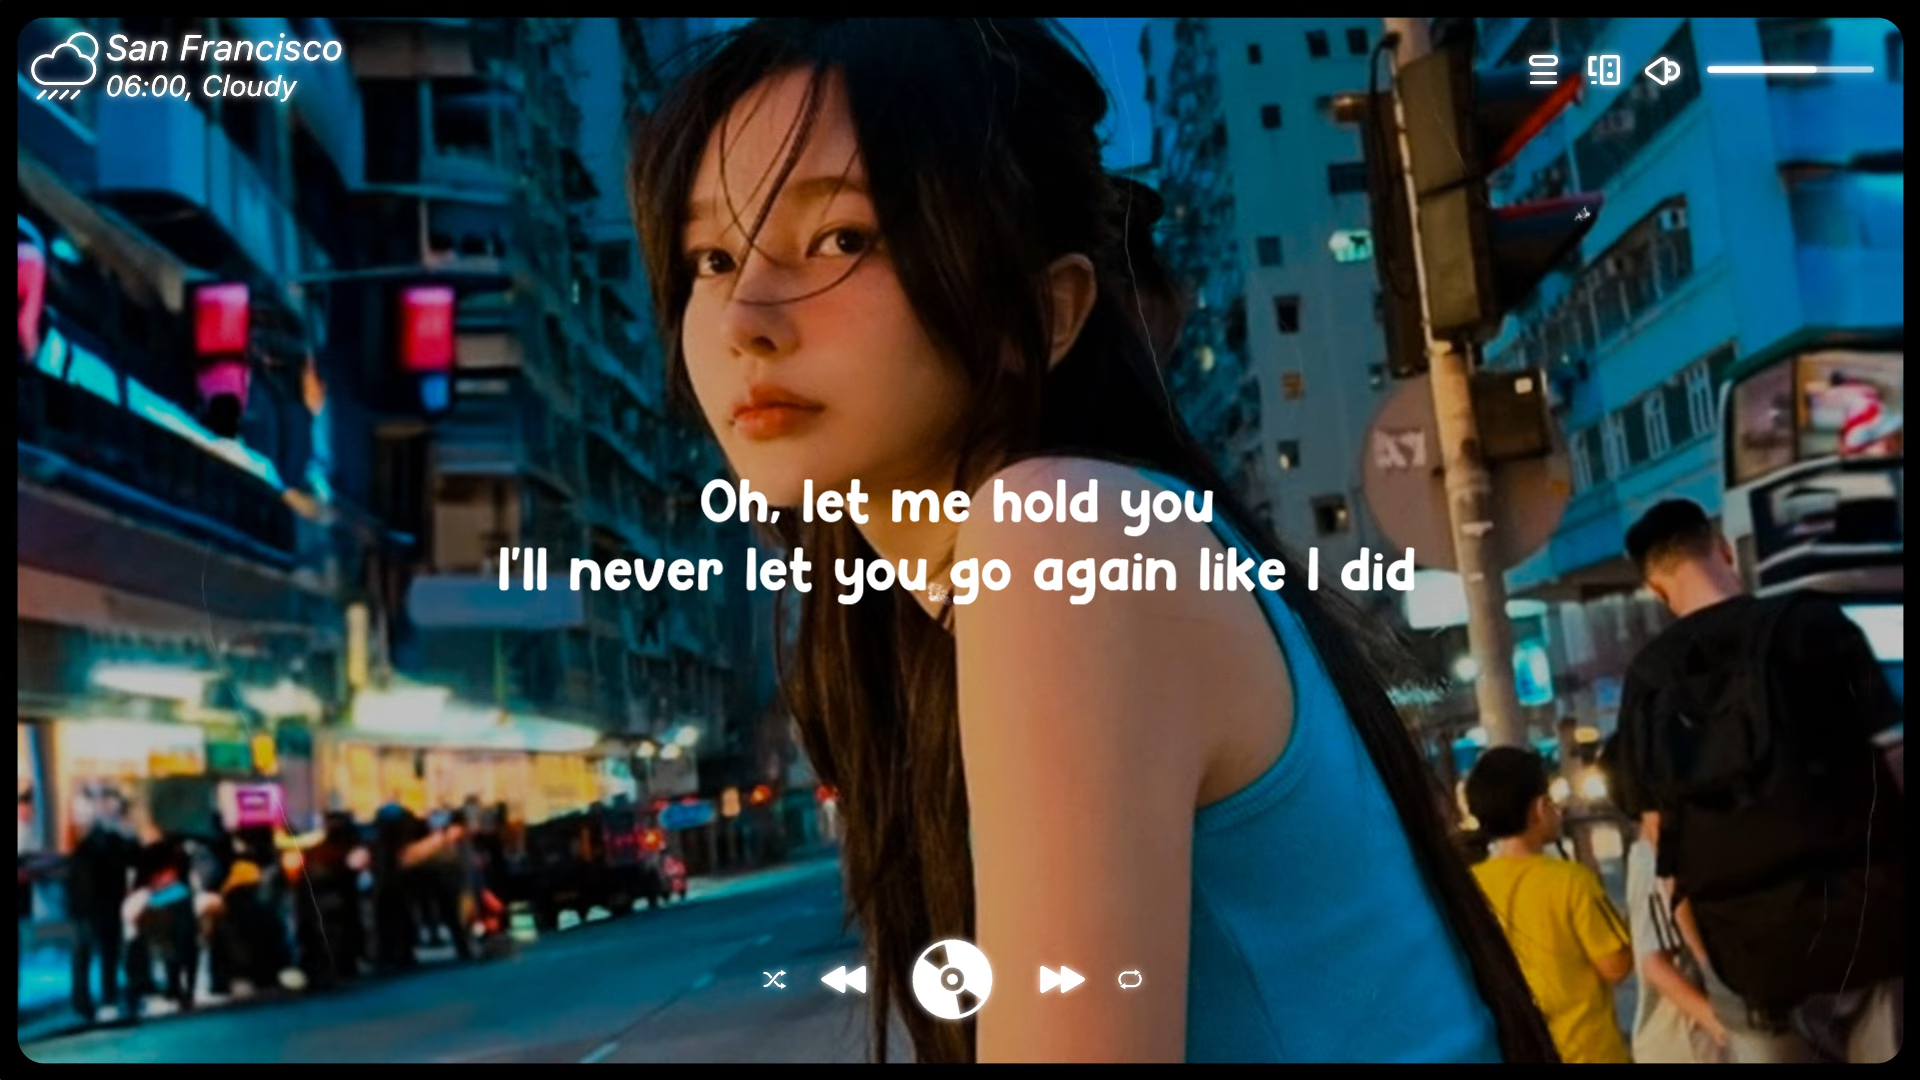 San Francisco
06:00, Cloudy
Oh, let me hold you
I'll never let you go again like I did